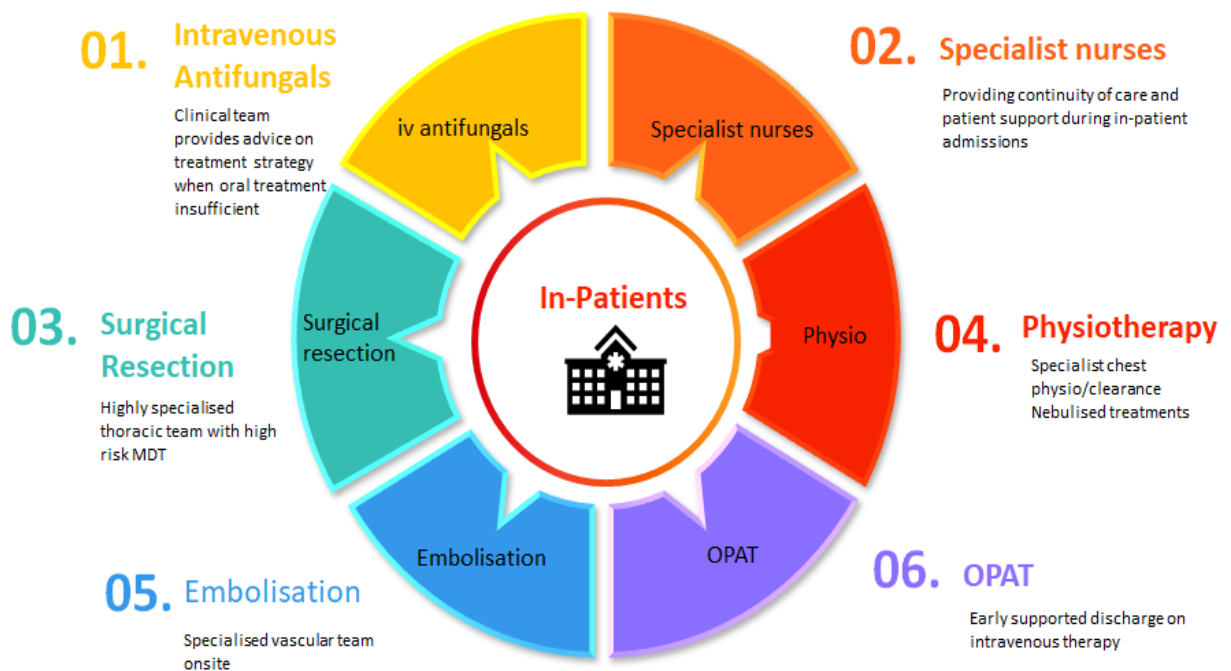 01.
Intravenous
Antifungals
Clinical team
provides advice on
treatment strategy
when oral treatment
insufficient
02.
Specialist nurses
Providing continuity of care and
patient support during in-patient
admissions
iv antifungals
Specialist nurses
03.
Surgical
Resection
Highly specialised
thoracic team with high
risk MDT
Surgical
resection
In-Patients
Physio
04.
Physiotherapy
Specialist chest
physio/clearance
Nebulised treatments
Embolisation
OPAT
05.
Embolisation
Specialised vascular team
onsite
06.
OPAT
Early supported discharge on
intravenous therapy